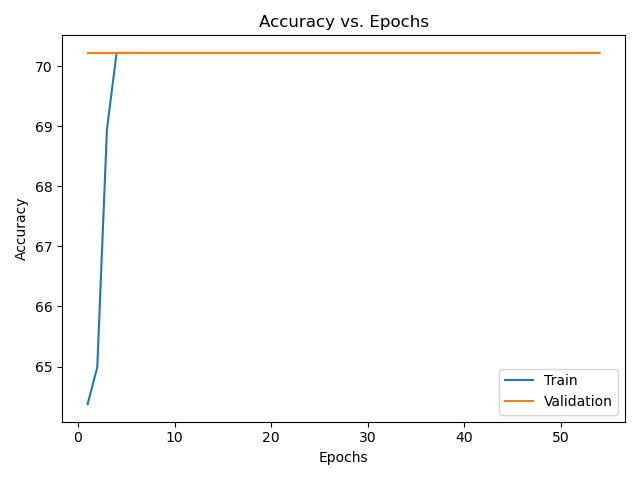 Accuracy vs. Epochs
Accuracy
70
69
68
67
66
65
0 10 20 30 40 50
Epochs
Train
Validation